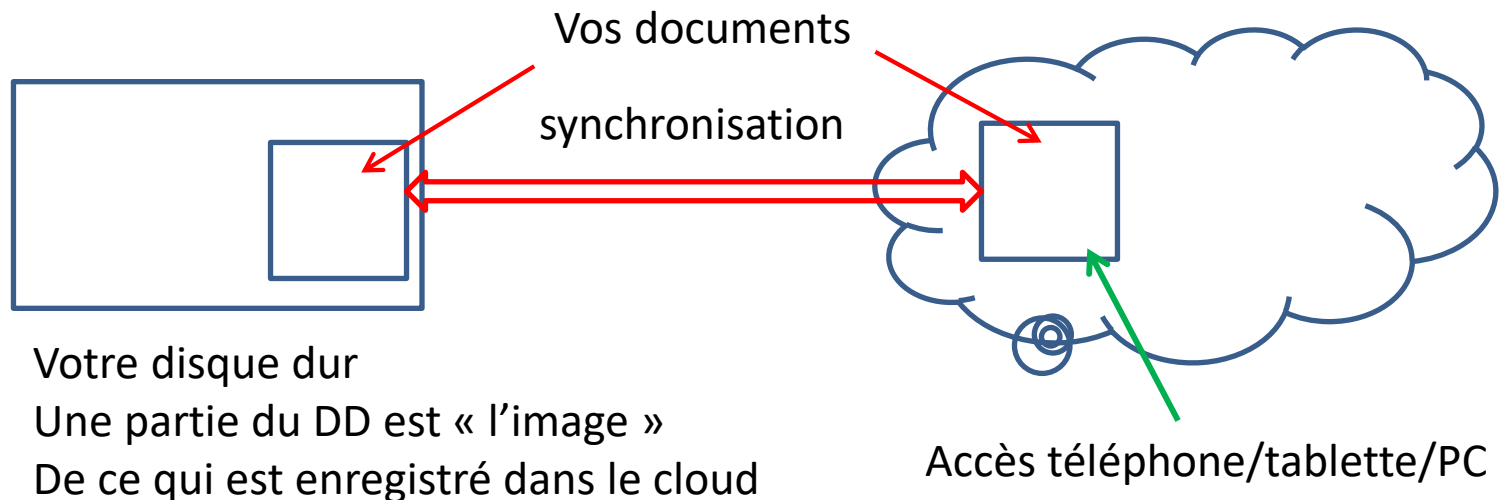 Vos documents
synchronisation
Votre disque dur
Une partie du DD est « l’image »
De ce qui est enregistré dans le cloud
Accès téléphone/tablette/PC